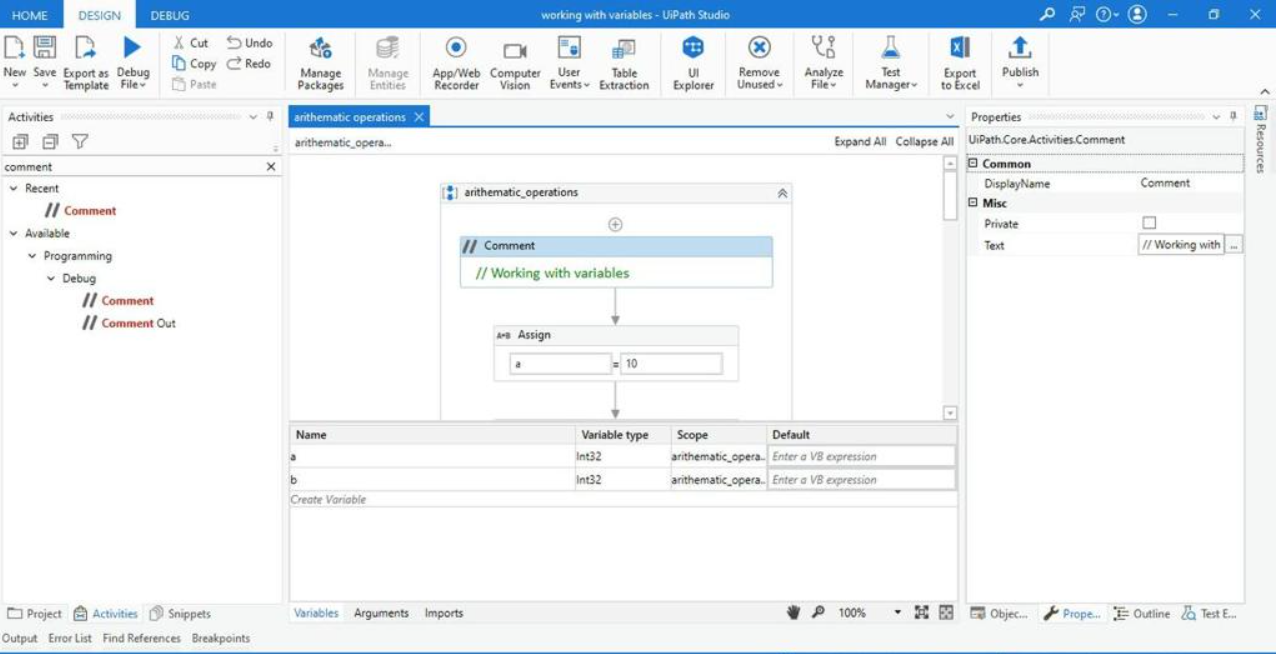 HOME DESIGN DEBUG working with variables - UiPath Studio
New Save Export as Template Debug File Cut Copy Paste Undo Redo Manage Packages Manage Entities App/Web Recorder Computer Vision User Events Table Extraction UI Explorer Remove Unused Analyze File Test Manager Export to Excel Publish
Activities
comment
Recent
// Comment
Available
Programming
Debug
// Comment
// Comment Out
Project Activities Snippets
arithematic operations
arithematic_opera... Expand All Collapse All
arithematic_operations
// Comment
// Working with variables
A+B Assign
a = 10
Name Variable type Scope Default
a Int32 arithematic_opera.. Enter a VB expression
b Int32 arithematic_opera.. Enter a VB expression
Create Variable
Variables Arguments Imports 100%
Properties
UiPath.Core.Activities.Comment
Common
DisplayName Comment
Misc
Private
Text // Working with ...
Objec... Prope... Outline Test E...
Resources
Output Error List Find References Breakpoints